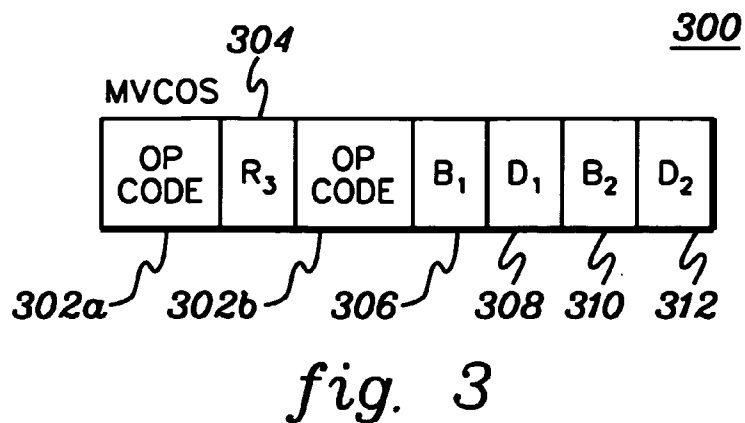 304
300
MVCOS
OP CODE R3 OP CODE B1 D1 B2 D2
302a 302b 306 308 310 312
fig. 3